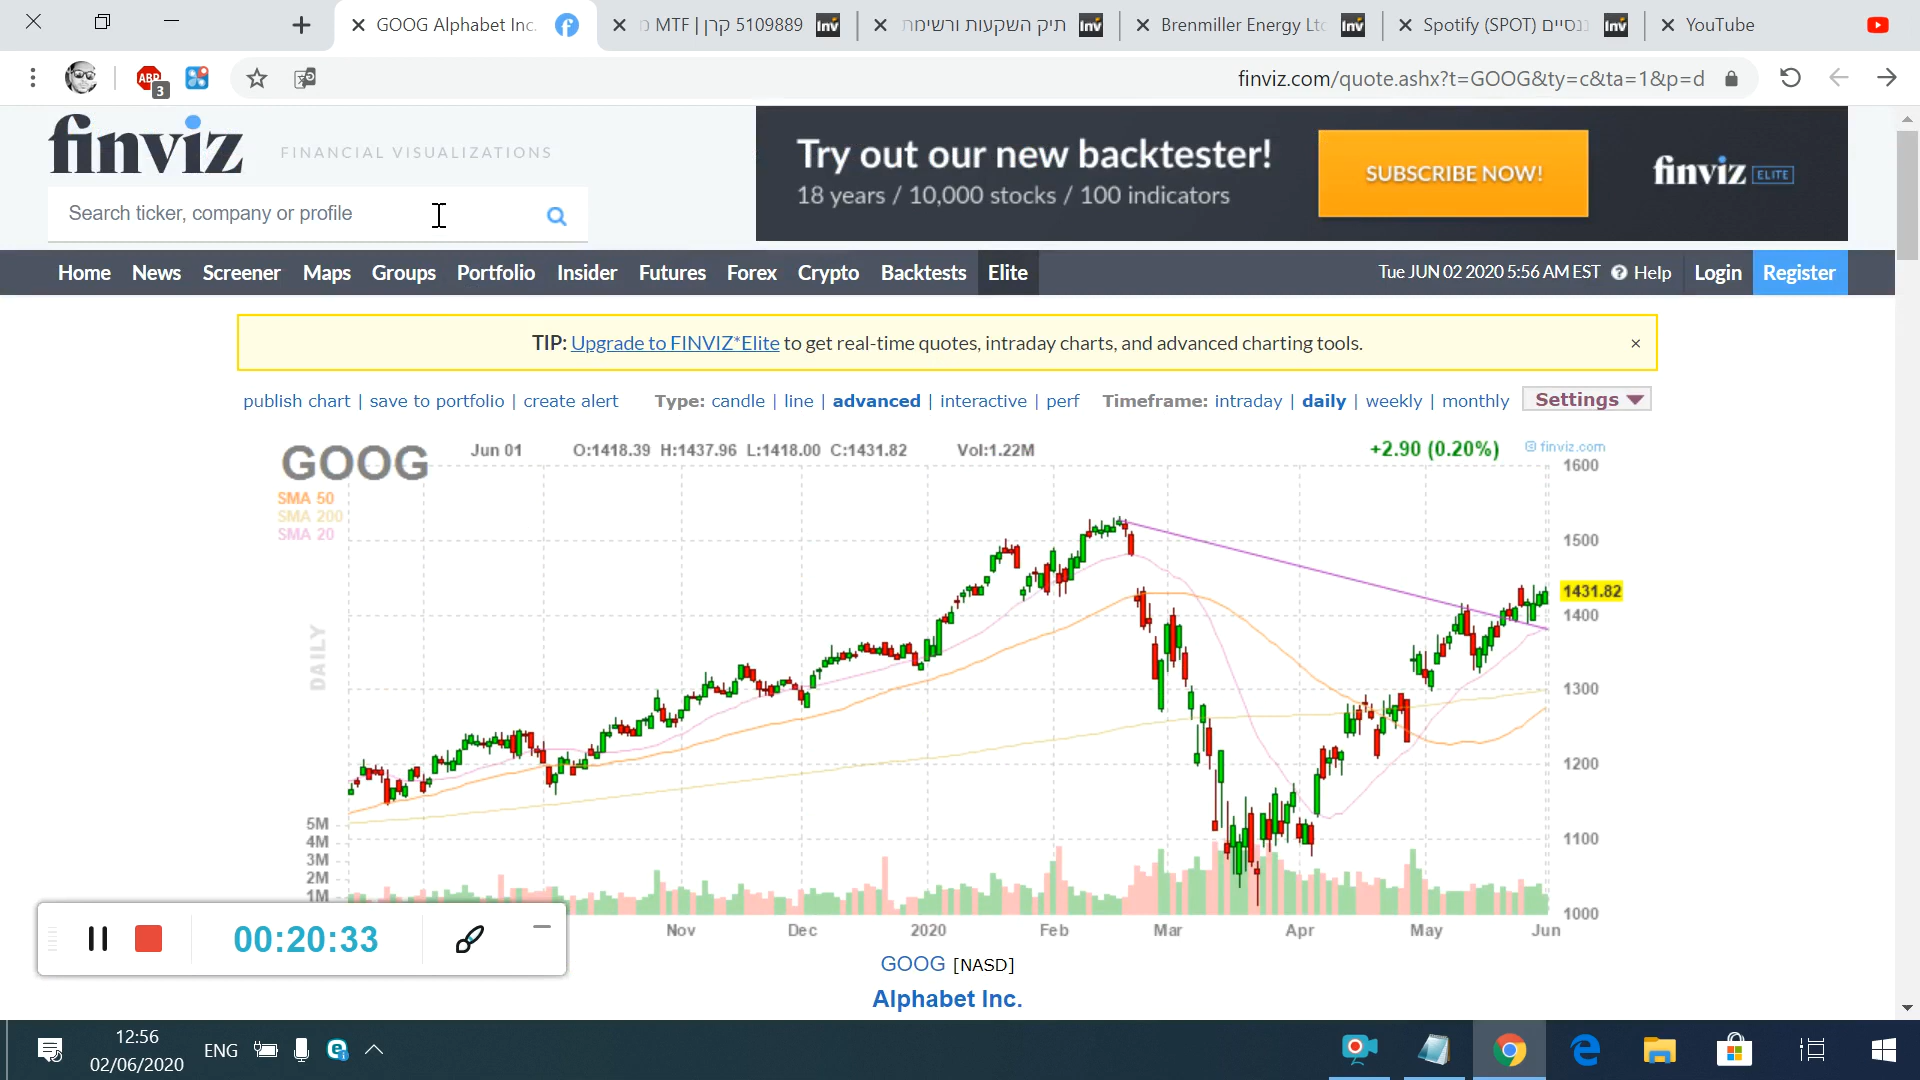 GOOG Alphabet Inc.
5109889 קרן | MTF
תיק השקעות ורשימת
Brenmiller Energy Ltd
Spotify (SPOT)
YouTube
ABP
3
finviz.com/quote.ashx?t=GOOG&ty=c&ta=1&p=d
finviz
FINANCIAL VISUALIZATIONS
Search ticker, company or profile
Try out our new backtester!
18 years / 10,000 stocks / 100 indicators
SUBSCRIBE NOW!
finviz ELITE
Home News Screener Maps Groups Portfolio Insider Futures Forex Crypto Backtests Elite
Tue JUN 02 2020 5:56 AM EST Help Login Register
TIP: Upgrade to FINVIZ*Elite to get real-time quotes, intraday charts, and advanced charting tools. ×
publish chart | save to portfolio | create alert Type: candle | line | advanced | interactive | perf Timeframe: intraday | daily | weekly | monthly Settings
GOOG Jun 01 O:1418.39 H:1437.96 L:1418.00 C:1431.82 Vol:1.22M +2.90 (0.20%) © finviz.com
SMA 50
SMA 200
SMA 20
DAILY
1600
1500
1431.82
1400
1300
1200
1100
1000
5M
4M
3M
2M
1M
Nov Dec 2020 Feb Mar Apr May Jun
00:20:33
GOOG [NASD]
Alphabet Inc.
12:56
02/06/2020
ENG